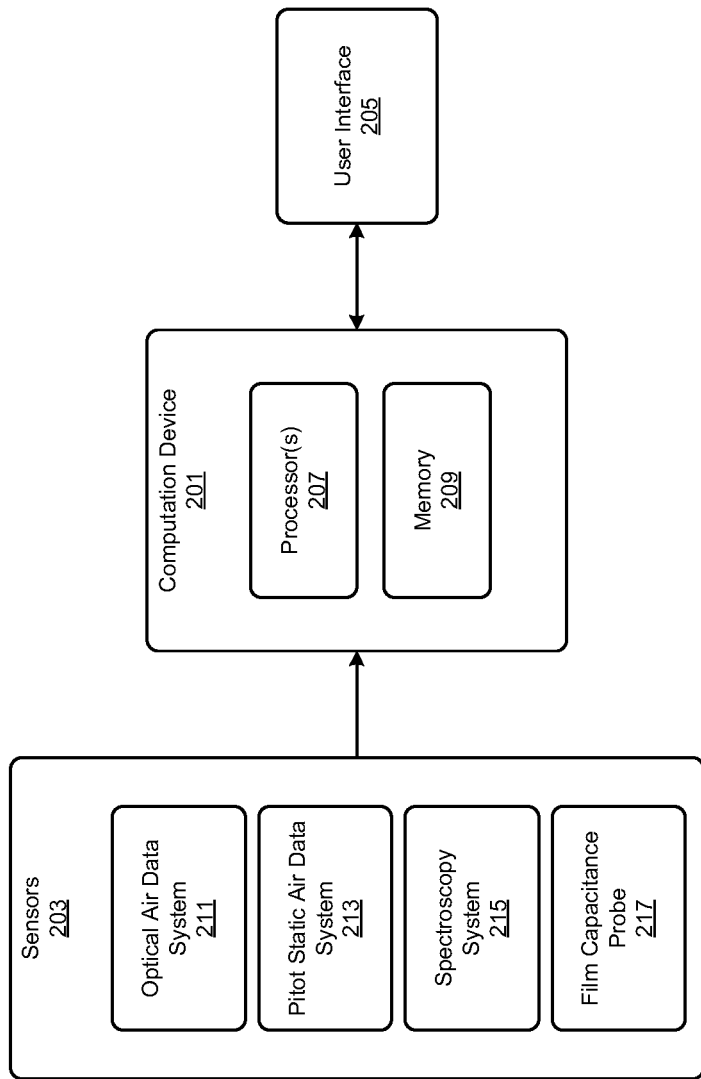 Sensors
203
Optical Air Data
System
211
Pitot Static Air Data
System
213
Spectroscopy
System
215
Film Capacitance
Probe
217
Computation Device
201
Processor(s)
207
Memory
209
User Interface
205